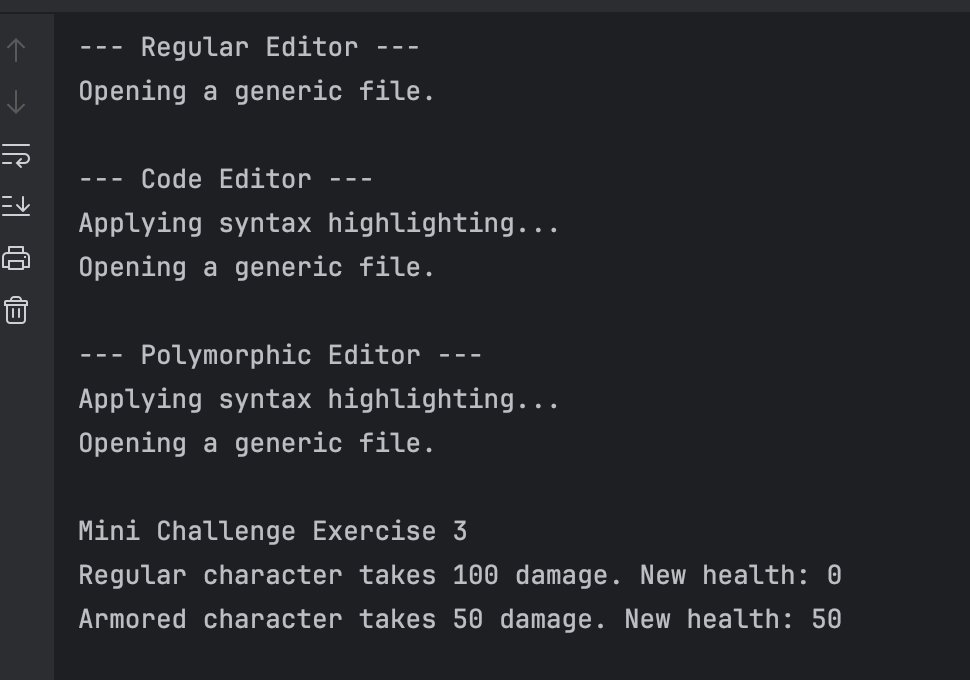 --- Regular Editor ---
Opening a generic file.
--- Code Editor ---
Applying syntax highlighting...
Opening a generic file.
--- Polymorphic Editor ---
Applying syntax highlighting...
Opening a generic file.
Mini Challenge Exercise 3
Regular character takes 100 damage. New health: 0
Armored character takes 50 damage. New health: 50